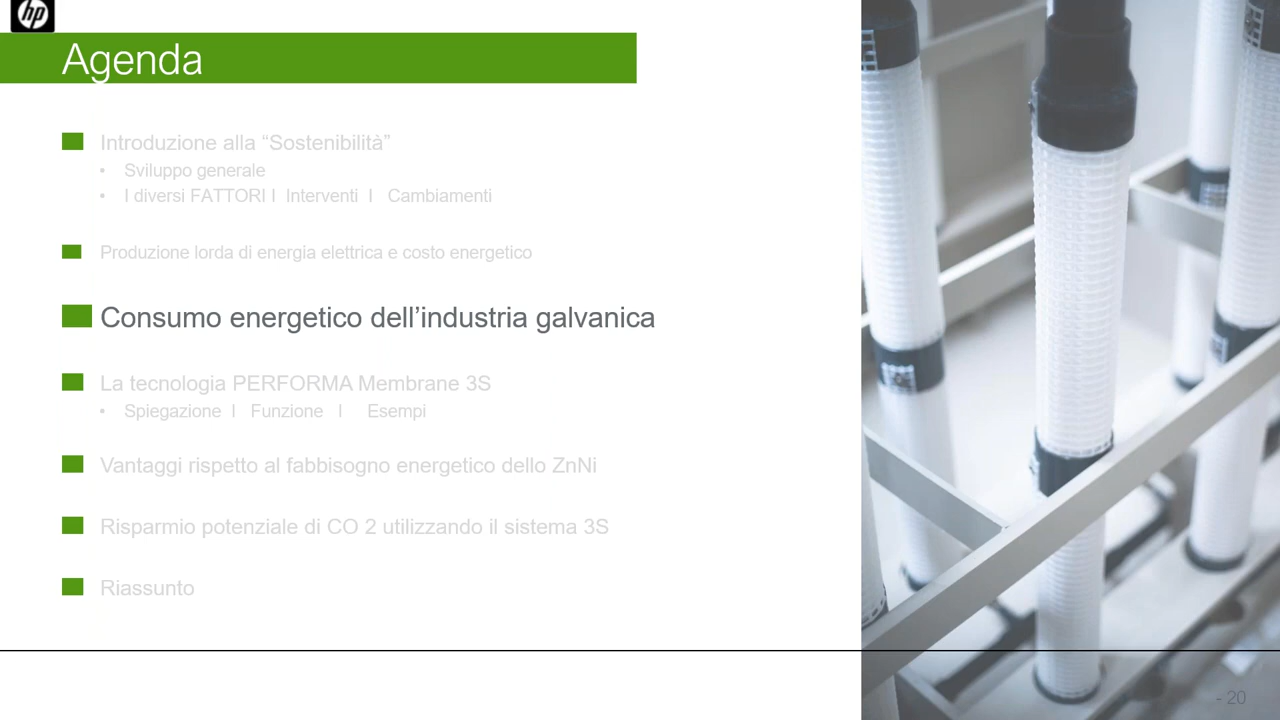 hp
Agenda
Introduzione alla “Sostenibilità”
• Sviluppo generale
• I diversi FATTORI I Interventi I Cambiamenti
Produzione lorda di energia elettrica e costo energetico
Consumo energetico dell’industria galvanica
La tecnologia PERFORMA Membrane 3S
• Spiegazione I Funzione I Esempi
Vantaggi rispetto al fabbisogno energetico dello ZnNi
Risparmio potenziale di CO 2 utilizzando il sistema 3S
Riassunto
- 20